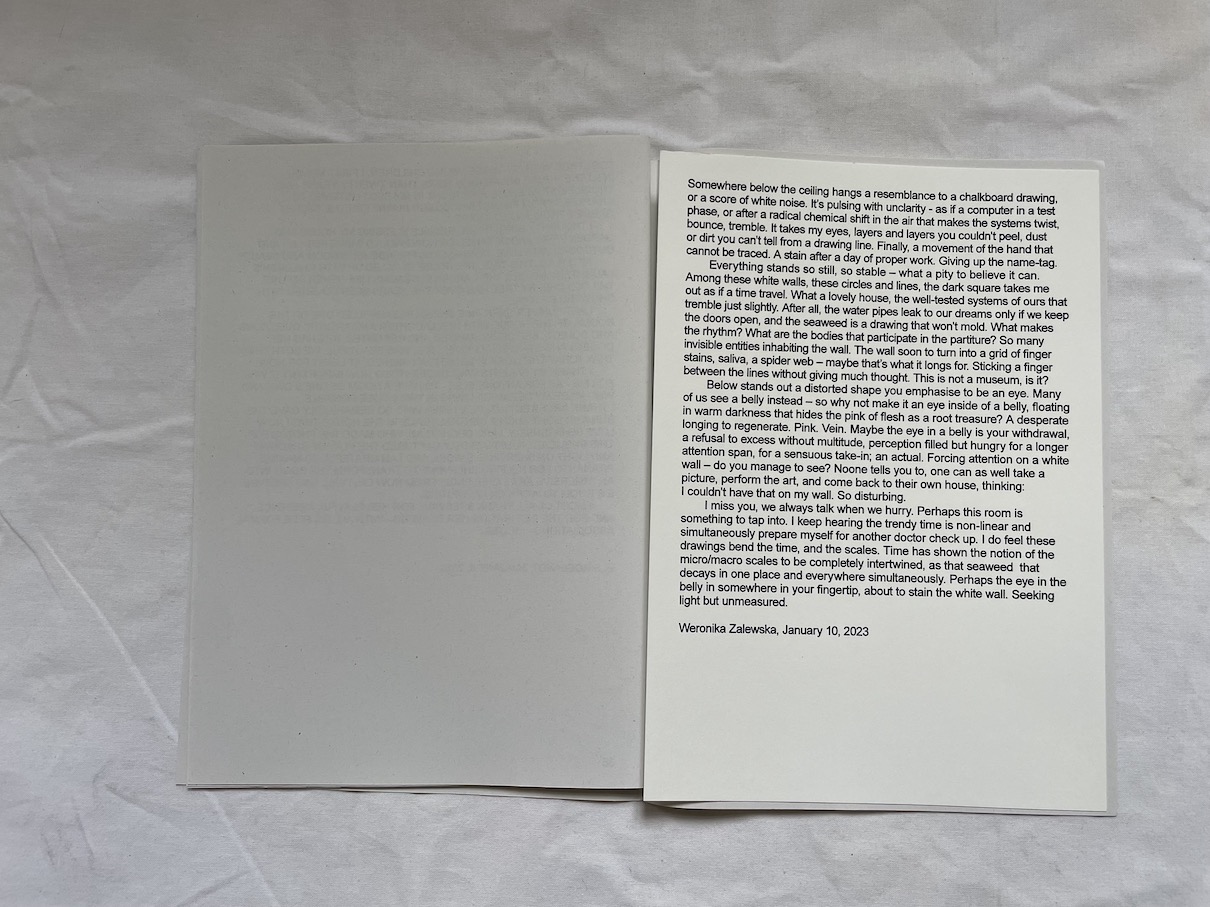 Somewhere below the ceiling hangs a resemblance to a chalkboard drawing,
or a score of white noise. It's pulsing with unclarity - as if a computer in a test
phase, or after a radical chemical shift in the air that makes the systems twist,
bounce, tremble. It takes my eyes, layers and layers you couldn't peel, dust
or dirt you can't tell from a drawing line. Finally, a movement of the hand that
cannot be traced. A stain after a day of proper work. Giving up the name-tag.
Everything stands so still, so stable – what a pity to believe it can.
Among these white walls, these circles and lines, the dark square takes me
out as if a time travel. What a lovely house, the well-tested systems of ours that
tremble just slightly. After all, the water pipes leak to our dreams only if we keep
the doors open, and the seaweed is a drawing that won't mold. What makes
the rhythm? What are the bodies that participate in the partiture? So many
invisible entities inhabiting the wall. The wall soon to turn into a grid of finger
stains, saliva, a spider web – maybe that's what it longs for. Sticking a finger
between the lines without giving much thought. This is not a museum, is it?
Below stands out a distorted shape you emphasise to be an eye. Many
of us see a belly instead – so why not make it an eye inside of a belly, floating
in warm darkness that hides the pink of flesh as a root treasure? A desperate
longing to regenerate. Pink. Vein. Maybe the eye in a belly is your withdrawal,
a refusal to excess without multitude, perception filled but hungry for a longer
attention span, for a sensuous take-in; an actual. Forcing attention on a white
wall – do you manage to see? Noone tells you to, one can as well take a
picture, perform the art, and come back to their own house, thinking:
I couldn't have that on my wall. So disturbing.
I miss you, we always talk when we hurry. Perhaps this room is
something to tap into. I keep hearing the trendy time is non-linear and
simultaneously prepare myself for another doctor check up. I do feel these
drawings bend the time, and the scales. Time has shown the notion of the
micro/macro scales to be completely intertwined, as that seaweed  that
decays in one place and everywhere simultaneously. Perhaps the eye in the
belly in somewhere in your fingertip, about to stain the white wall. Seeking
light but unmeasured.
Weronika Zalewska, January 10, 2023